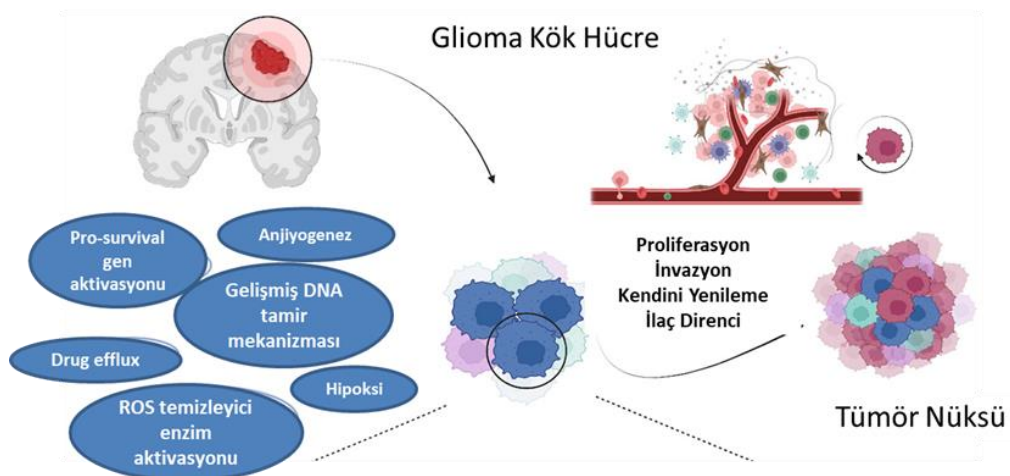 Glioma Kök Hücre
Pro-survival
gen
aktivasyonu
Anjiyogenez
Gelişmiş DNA
tamir
mekanizması
Drug efflux
Hipoksi
ROS temizleyici
enzim
aktivasyonu
Proliferasyon
İnvazyon
Kendini Yenileme
İlaç Direnci
Tümör Nüksü